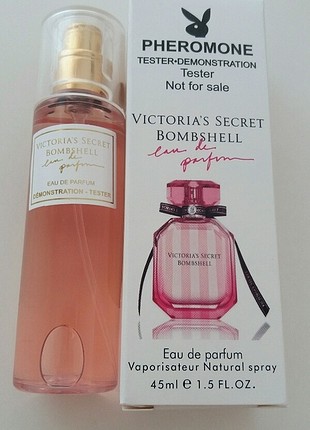 VICTORIA'S SECRET
BOMBSHELL
eau de
parfum
EAU DE PARFUM
DÉMONSTRATION - TESTER
PHEROMONE
TESTER•DEMONSTRATION
Tester
Not for sale
VICTORIA'S SECRET
BOMBSHELL
eau de
parfum
VICTORIA'S SECRET
BOMBSHELL
Eau de parfum
Vaporisateur Natural spray
45ml e 1.5 FL.OZ.